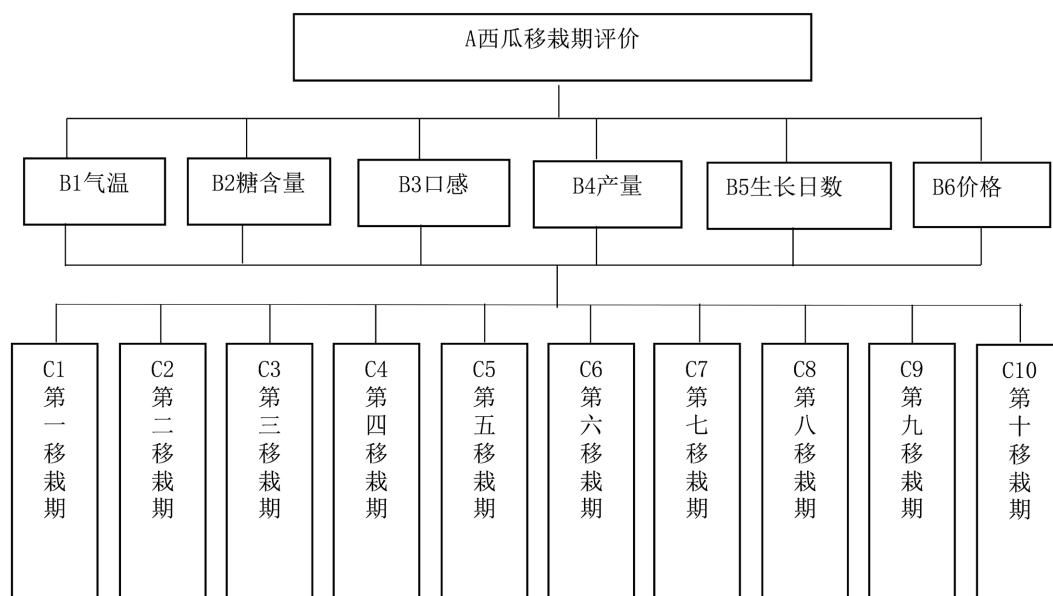 A西瓜移栽期评价
B1气温
B2糖含量
B3口感
B4产量
B5生长日数
B6价格
C1
第一移栽期
C2
第二移栽期
C3
第三移栽期
C4
第四移栽期
C5
第五移栽期
C6
第六移栽期
C7
第七移栽期
C8
第八移栽期
C9
第九移栽期
C10
第十移栽期